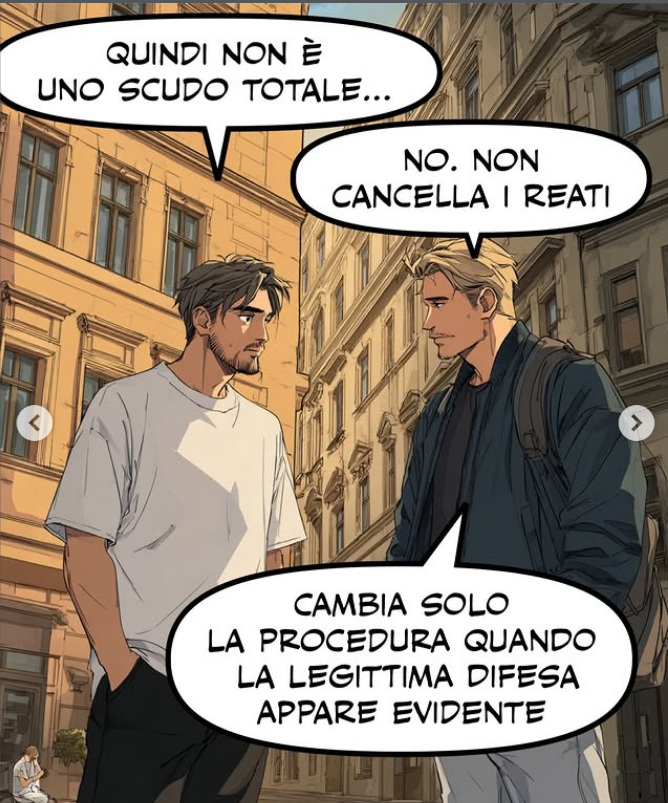 QUINDI NON È
UNO SCUDO TOTALE...
NO. NON
CANCELLA I REATI
CAMBIA SOLO
LA PROCEDURA QUANDO
LA LEGITTIMA DIFESA
APPARE EVIDENTE